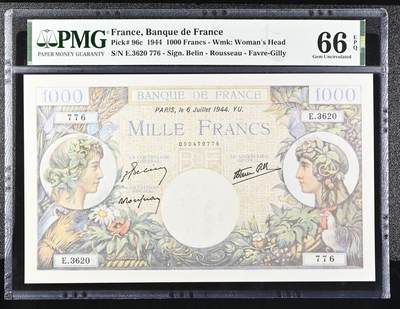 PMG
PAPER MONEY GUARANTY
France, Banque de France
Pick# 96c 1944 1000 Francs - Wmk: Woman's Head
S/N E.3620 776 - Sign. Belin - Rousseau - Favre-Gilly
66 EPQ
Gem Uncirculated
1000 BANQUE DE FRANCE 1000
PARIS, le 6 Juillet 1944. YU.
776 MILLE FRANCS E.3620
090470776
E.3620 776